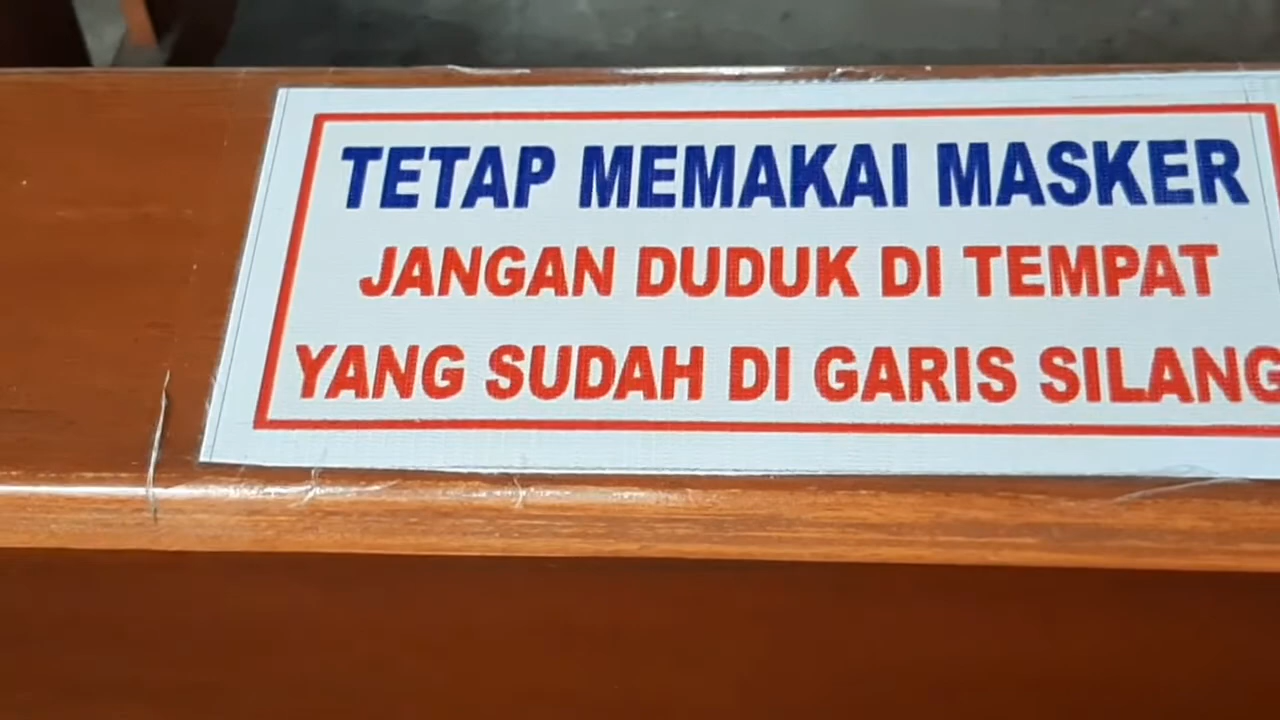 TETAP MEMAKAI MASKER
JANGAN DUDUK DI TEMPAT
YANG SUDAH DI GARIS SILANG